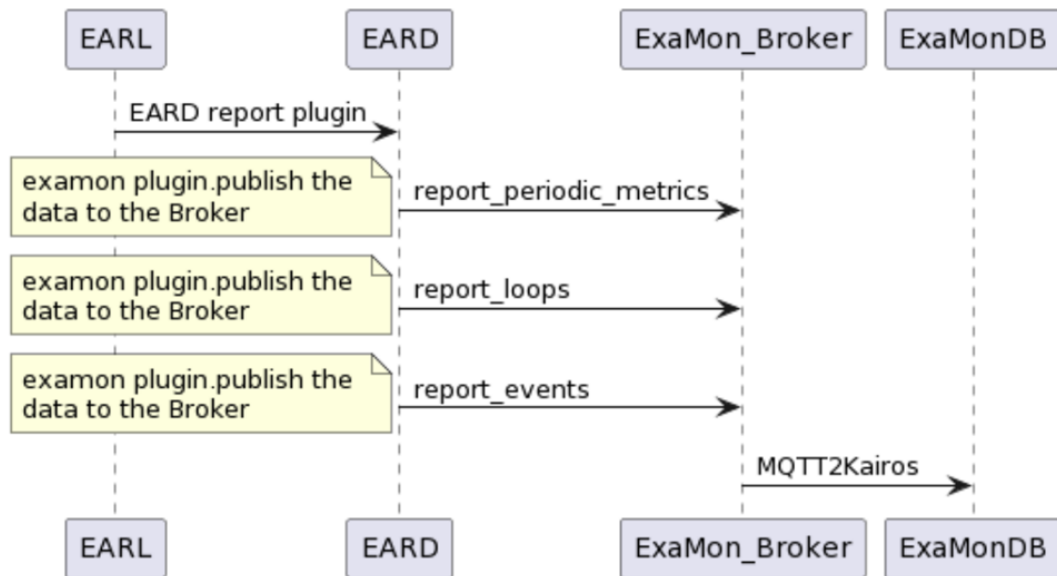 EARL EARD ExaMon_Broker ExaMonDB
EARD report plugin
examon plugin.publish the
data to the Broker
report_periodic_metrics
examon plugin.publish the
data to the Broker
report_loops
examon plugin.publish the
data to the Broker
report_events
MQTT2Kairos
EARL EARD ExaMon_Broker ExaMonDB